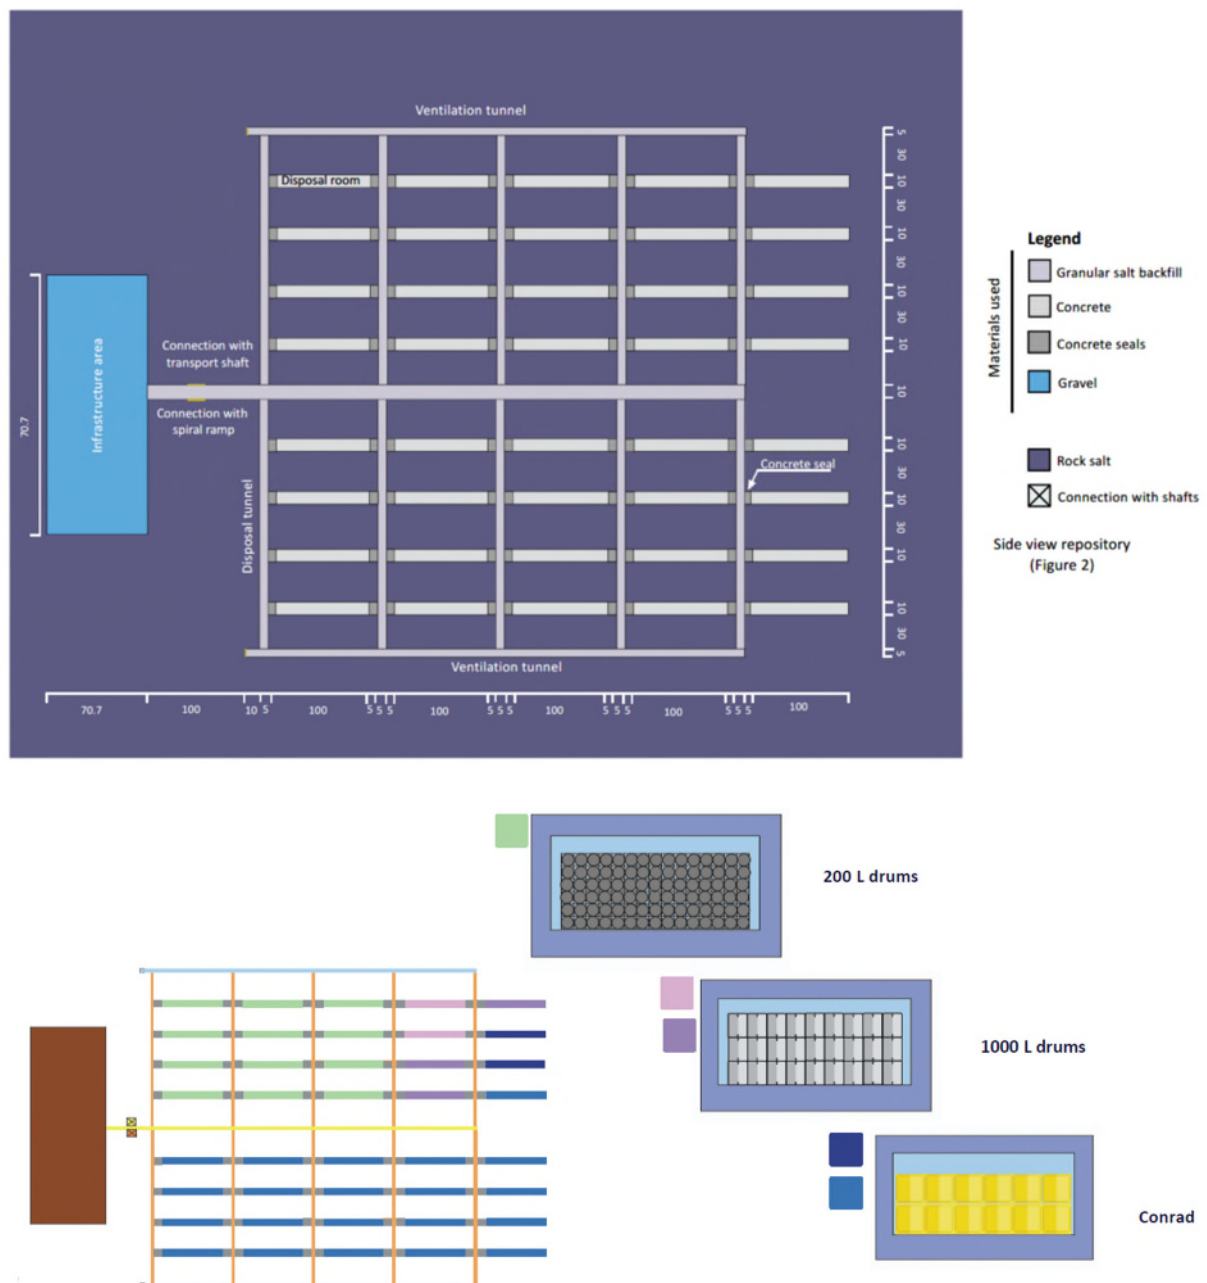 Ventilation tunnel
Disposal room
Connection with
transport shaft
Infrastructure area
70.7
Connection with
spiral ramp
Disposal tunnel
Concrete seal
Ventilation tunnel
5
30
10
30
10
30
10
30
10
10
10
30
10
30
10
10
30
5
70.7
100
10 5
100
5 5 5
100
5 5 5
100
5 5 5
100
5 5 5
100
Legend
Materials used
Granular salt backfill
Concrete
Concrete seals
Gravel
Rock salt
Connection with shafts
Side view repository
(Figure 2)
200 L drums
1000 L drums
Conrad